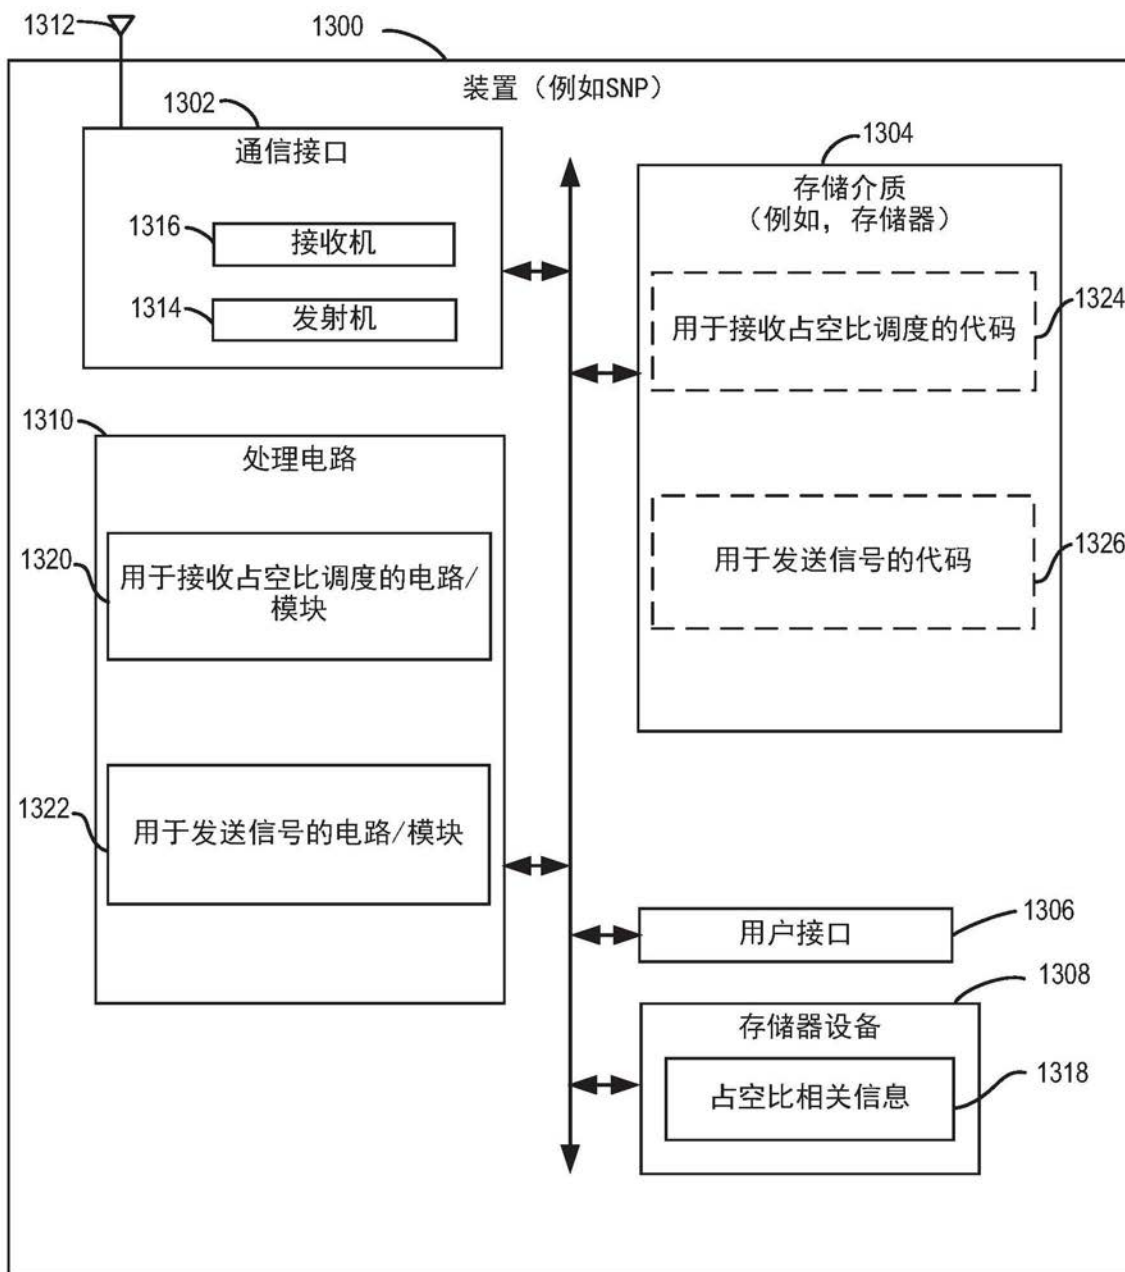 1312
1300
装置（例如SNP）
1302
通信接口
1316
接收机
1314
发射机
1304
存储介质
（例如，存储器）
1324
用于接收占空比调度的代码
1326
用于发送信号的代码
1310
处理电路
1320
用于接收占空比调度的电路/
模块
1322
用于发送信号的电路/模块
1306
用户接口
1308
存储器设备
1318
占空比相关信息